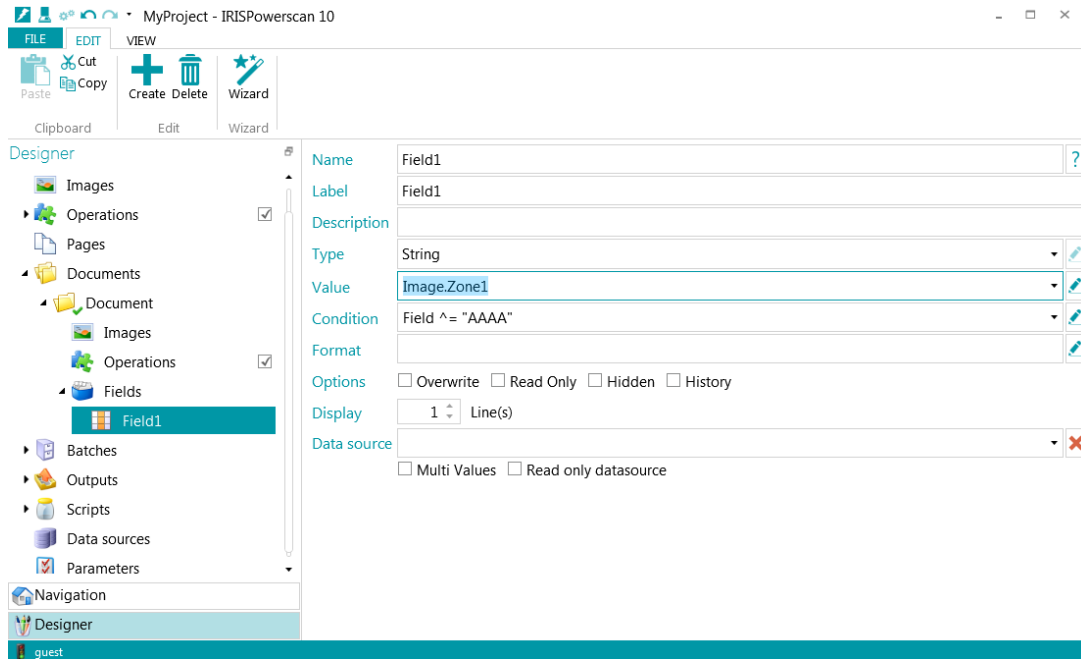 MyProject - IRISPowerscan 10
FILE EDIT VIEW
Paste Cut Copy Create Delete Wizard
Clipboard Edit Wizard
Designer
Images
Operations
Pages
Documents
Document
Images
Operations
Fields
Field1
Batches
Outputs
Scripts
Data sources
Parameters
Navigation
Designer
guest
Name Field1 ?
Label Field1
Description
Type String
Value Image.Zone1
Condition Field ^= "AAAA"
Format
Options Overwrite Read Only Hidden History
Display 1 Line(s)
Data source
Multi Values Read only datasource